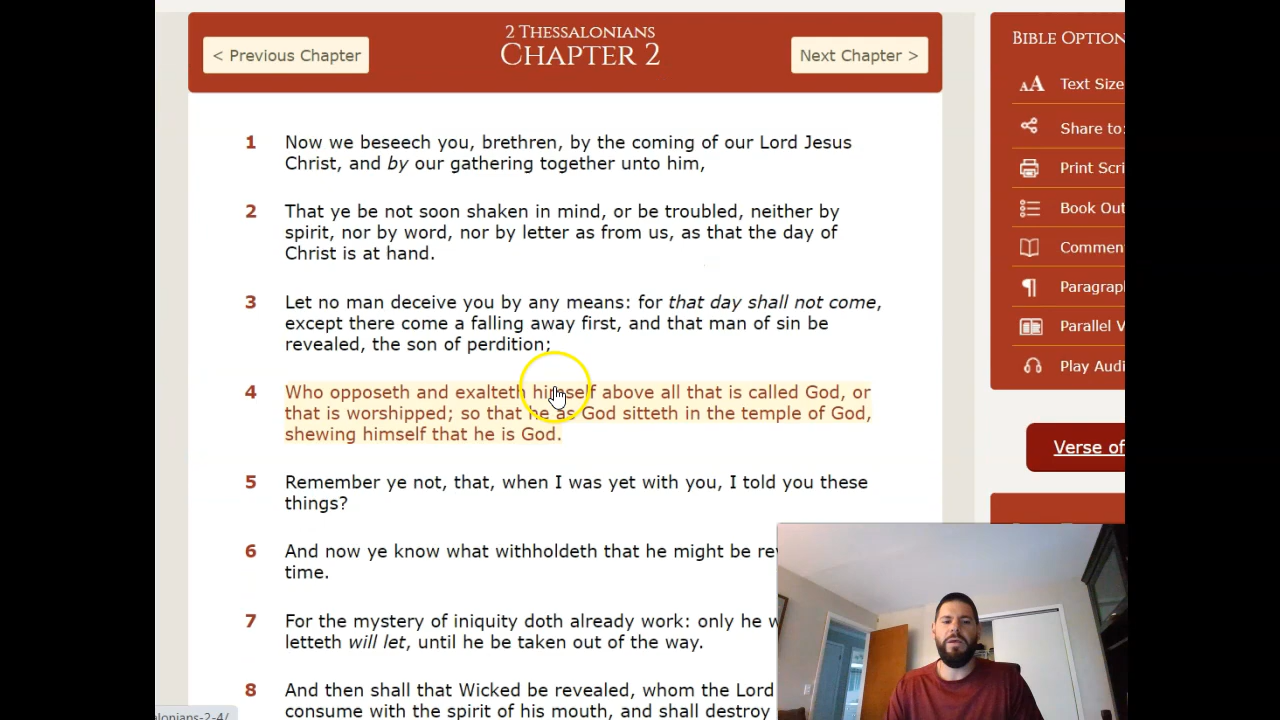 2 Thessalonians
Chapter 2
< Previous Chapter
Next Chapter >
1 Now we beseech you, brethren, by the coming of our Lord Jesus
Christ, and by our gathering together unto him,
2 That ye be not soon shaken in mind, or be troubled, neither by
spirit, nor by word, nor by letter as from us, as that the day of
Christ is at hand.
3 Let no man deceive you by any means: for that day shall not come,
except there come a falling away first, and that man of sin be
revealed, the son of perdition;
4 Who opposeth and exalteth himself above all that is called God, or
that is worshipped; so that he as God sitteth in the temple of God,
shewing himself that he is God.
5 Remember ye not, that, when I was yet with you, I told you these
things?
6 And now ye know what withholdeth that he might be
time.
7 For the mystery of iniquity doth already work: only he
letteth will let, until he be taken out of the way.
8 And then shall that Wicked be revealed, whom the Lord
consume with the spirit of his mouth, and shall destroy
Bible
AA Text Size
Share to:
Print
Book
Play
Verse of